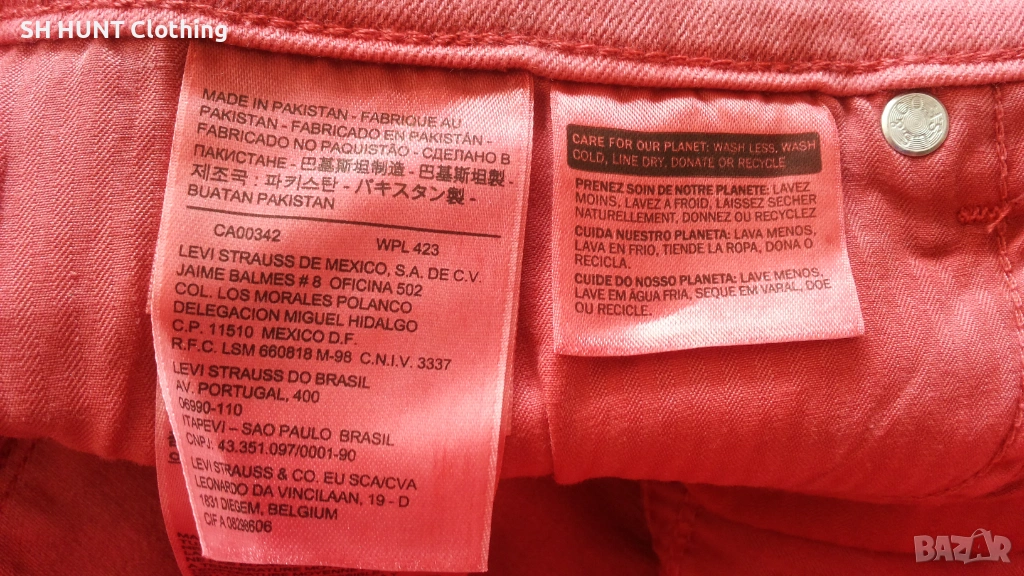 SH HUNT Clothing
MADE IN PAKISTAN - FABRIQUE AU
PAKISTAN - FABRICADO EN PAKISTÁN -
FABRICADO NO PAQUISTÃO - СДЕЛАНО В
ПАКИСТАНЕ - 巴基斯坦制造 - 巴基斯坦製 -
제조국 : 파키스탄 - パキスタン製 -
BUATAN PAKISTAN
CA00342 WPL 423
LEVI STRAUSS DE MEXICO, S.A. DE C.V.
JAIME BALMES # 8 OFICINA 502
COL. LOS MORALES POLANCO
DELEGACION MIGUEL HIDALGO
C.P. 11510 MEXICO D.F.
R.F.C. LSM 660818 M-98 C.N.I.V. 3337
LEVI STRAUSS DO BRASIL
AV. PORTUGAL, 400
06990-110
ITAPEVI – SAO PAULO BRASIL
CNPJ. 43.351.097/0001-90
LEVI STRAUSS & CO. EU SCA/CVA
LEONARDO DA VINCILAAN, 19 - D
1831 DIEGEM, BELGIUM
CIF A 08298606
CARE FOR OUR PLANET: WASH LESS, WASH
COLD, LINE DRY, DONATE OR RECYCLE
PRENEZ SOIN DE NOTRE PLANETE: LAVEZ
MOINS, LAVEZ À FROID, LAISSEZ SÉCHER
NATURELLEMENT, DONNEZ OU RECYCLEZ
CUIDA NUESTRO PLANETA: LAVA MENOS,
LAVA EN FRIO, TIENDE LA ROPA, DONA O
RECICLA.
CUIDE DO NOSSO PLANETA: LAVE MENOS,
LAVE EM ÁGUA FRIA, SEQUE EM VARAL, DOE
OU RECICLE.
BAZAR